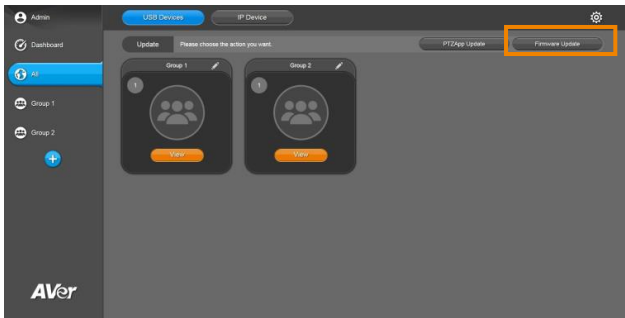 Admin
USB Devices
IP Device
Dashboard
Update
Please choose the action you want.
PTZApp Update
Firmware Update
All
Group 1
Group 2
1
Group 1
View
1
Group 2
View
AVer